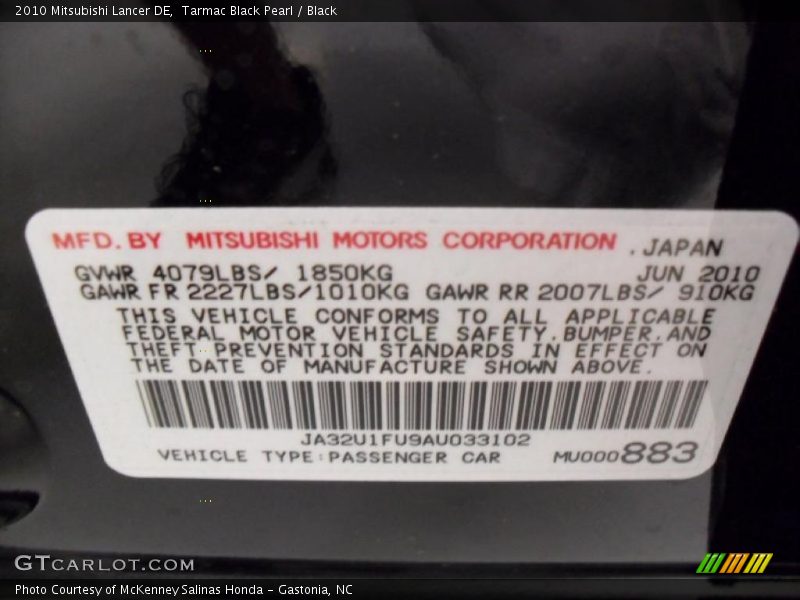 2010 Mitsubishi Lancer DE, Tarmac Black Pearl / Black
MFD. BY MITSUBISHI MOTORS CORPORATION . JAPAN
GVWR 4079LBS/ 1850KG JUN 2010
GAWR FR 2227LBS/1010KG GAWR RR 2007LBS/ 910KG
THIS VEHICLE CONFORMS TO ALL APPLICABLE
FEDERAL MOTOR VEHICLE SAFETY,BUMPER,AND
THEFT PREVENTION STANDARDS IN EFFECT ON
THE DATE OF MANUFACTURE SHOWN ABOVE.
JA32U1FU9AU033102
VEHICLE TYPE:PASSENGER CAR MU000883
GTCARLOT.COM
Photo Courtesy of McKenney Salinas Honda - Gastonia, NC